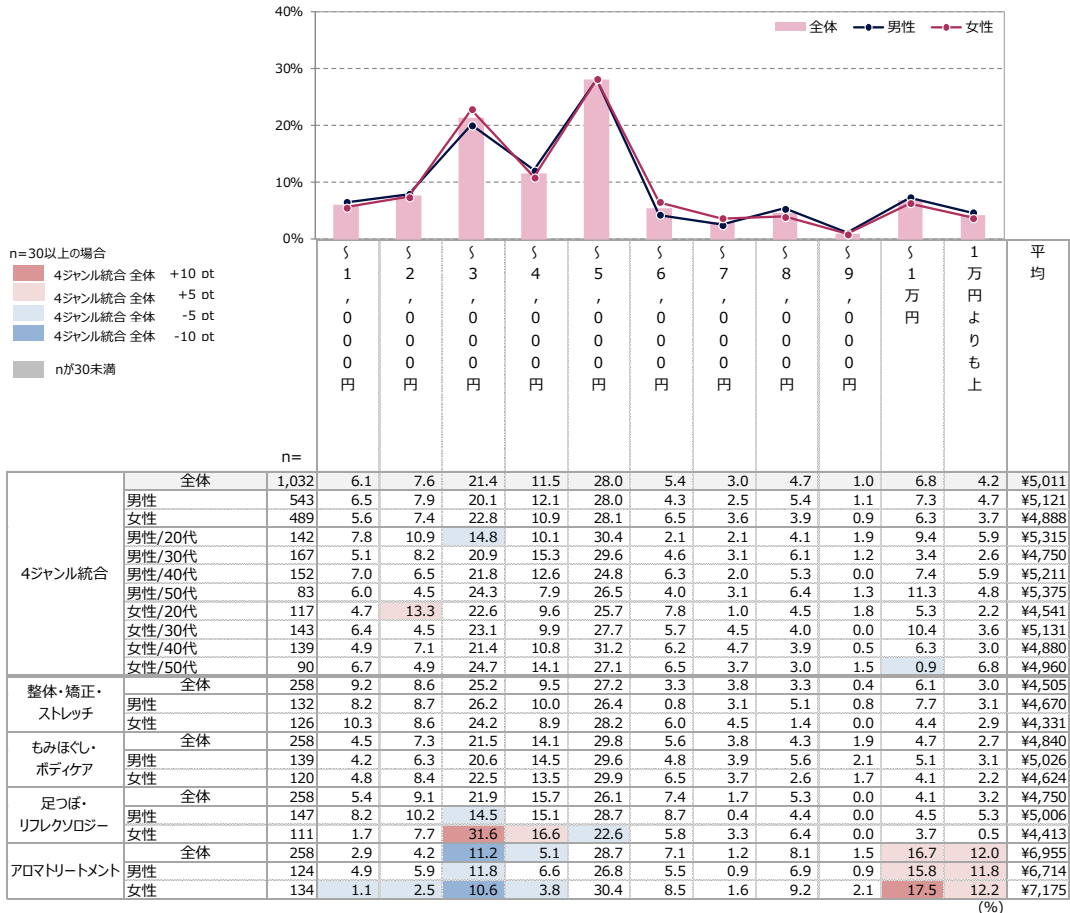 40%
全体 男性 女性
30%
20%
10%
0%
n=30以上の場合
4ジャンル統合 全体 +10 pt
4ジャンル統合 全体 +5 pt
4ジャンル統合 全体 -5 pt
4ジャンル統合 全体 -10 pt
nが30未満
n=
～1,000円
～2,000円
～3,000円
～4,000円
～5,000円
～6,000円
～7,000円
～8,000円
～9,000円
～1万円
1万円よりも上
平均
4ジャンル統合
全体 1,032 6.1 7.6 21.4 11.5 28.0 5.4 3.0 4.7 1.0 6.8 4.2 ¥5,011
男性 543 6.5 7.9 20.1 12.1 28.0 4.3 2.5 5.4 1.1 7.3 4.7 ¥5,121
女性 489 5.6 7.4 22.8 10.9 28.1 6.5 3.6 3.9 0.9 6.3 3.7 ¥4,888
男性/20代 142 7.8 10.9 14.8 10.1 30.4 2.1 2.1 4.1 1.9 9.4 5.9 ¥5,315
男性/30代 167 5.1 8.2 20.9 15.3 29.6 4.6 3.1 6.1 1.2 3.4 2.6 ¥4,750
男性/40代 152 7.0 6.5 21.8 12.6 24.8 6.3 2.0 5.3 0.0 7.4 5.9 ¥5,211
男性/50代 83 6.0 4.5 24.3 7.9 26.5 4.0 3.1 6.4 1.3 11.3 4.8 ¥5,375
女性/20代 117 4.7 13.3 22.6 9.6 25.7 7.8 1.0 4.5 1.8 5.3 2.2 ¥4,541
女性/30代 143 6.4 4.5 23.1 9.9 27.7 5.7 4.5 4.0 0.0 10.4 3.6 ¥5,131
女性/40代 139 4.9 7.1 21.4 10.8 31.2 6.2 4.7 3.9 0.5 6.3 3.0 ¥4,880
女性/50代 90 6.7 4.9 24.7 14.1 27.1 6.5 3.7 3.0 1.5 0.9 6.8 ¥4,960
整体・矯正・
ストレッチ
全体 258 9.2 8.6 25.2 9.5 27.2 3.3 3.8 3.3 0.4 6.1 3.0 ¥4,505
男性 132 8.2 8.7 26.2 10.0 26.4 0.8 3.1 5.1 0.8 7.7 3.1 ¥4,670
女性 126 10.3 8.6 24.2 8.9 28.2 6.0 4.5 1.4 0.0 4.4 2.9 ¥4,331
もみほぐし・
ボディケア
全体 258 4.5 7.3 21.5 14.1 29.8 5.6 3.8 4.3 1.9 4.7 2.7 ¥4,840
男性 139 4.2 6.3 20.6 14.5 29.6 4.8 3.9 5.6 2.1 5.1 3.1 ¥5,026
女性 120 4.8 8.4 22.5 13.5 29.9 6.5 3.7 2.6 1.7 4.1 2.2 ¥4,624
足つぼ・
リフレクソロジー
全体 258 5.4 9.1 21.9 15.7 26.1 7.4 1.7 5.3 0.0 4.1 3.2 ¥4,750
男性 147 8.2 10.2 14.5 15.1 28.7 8.7 0.4 4.4 0.0 4.5 5.3 ¥5,006
女性 111 1.7 7.7 31.6 16.6 22.6 5.8 3.3 6.4 0.0 3.7 0.5 ¥4,413
アロマトリートメント
全体 258 2.9 4.2 11.2 5.1 28.7 7.1 1.2 8.1 1.5 16.7 12.0 ¥6,955
男性 124 4.9 5.9 11.8 6.6 26.8 5.5 0.9 6.9 0.9 15.8 11.8 ¥6,714
女性 134 1.1 2.5 10.6 3.8 30.4 8.5 1.6 9.2 2.1 17.5 12.2 ¥7,175
(%)